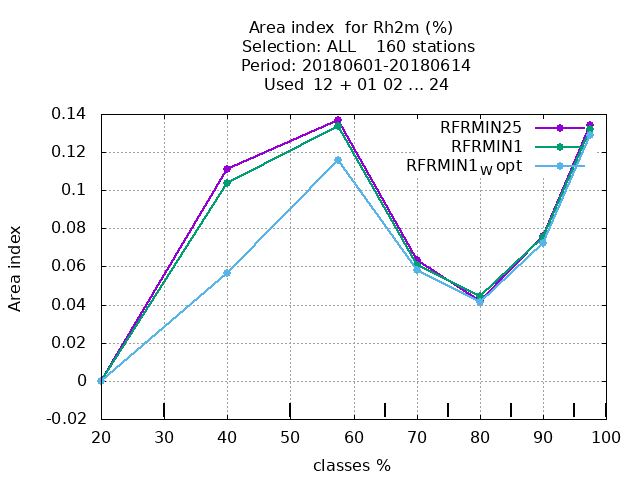 Area index  for Rh2m (%)
Selection: ALL    160 stations
Period: 20180601-20180614
Used  12 + 01 02 ... 24
0.14
0.12
0.1
0.08
0.06
0.04
0.02
0
-0.02
Area index
RFRMIN25
RFRMIN1
RFRMIN1W opt
20 30 40 50 60 70 80 90 100
classes %